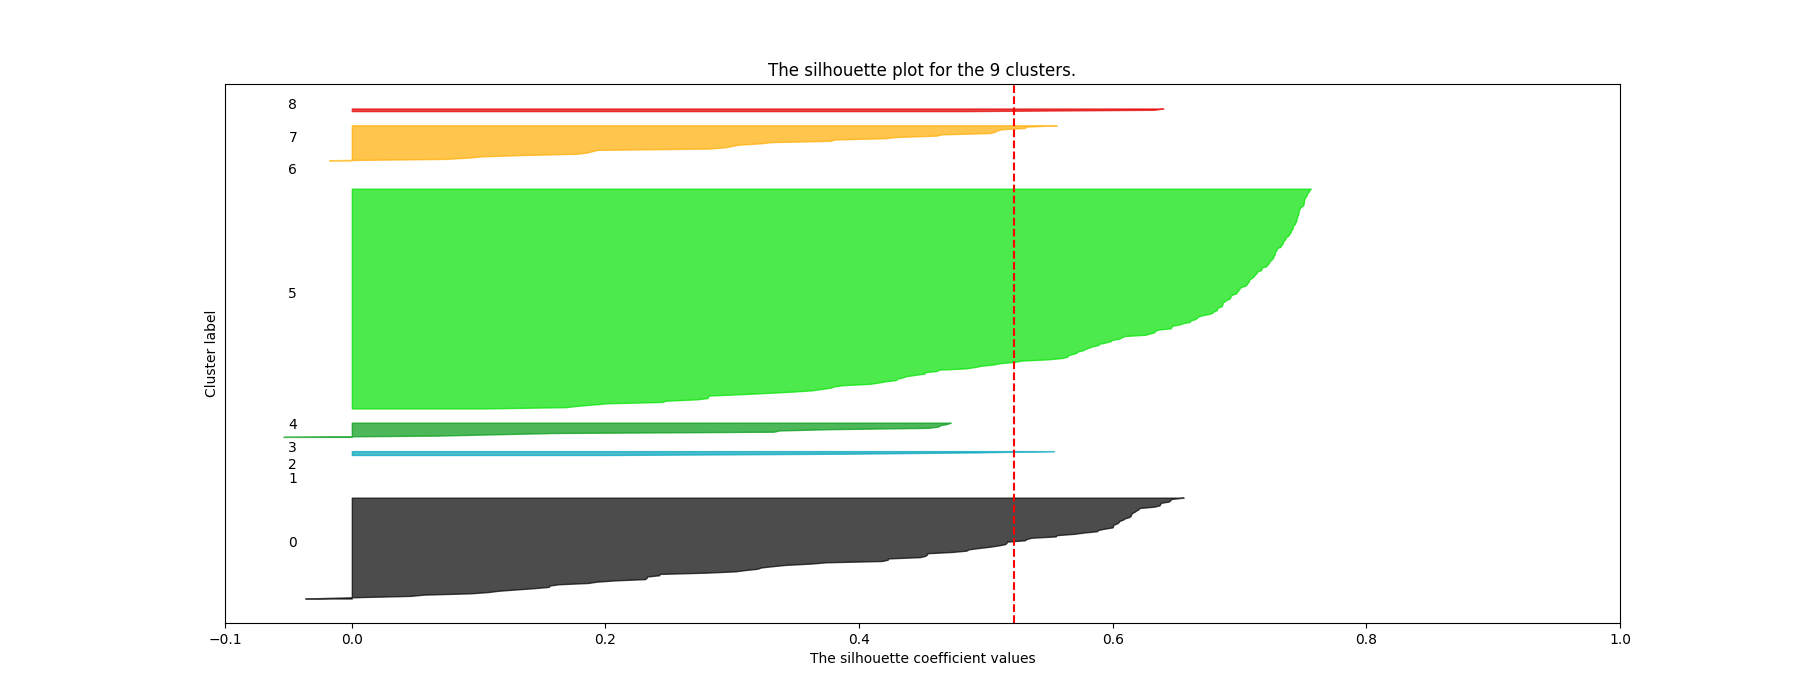 The silhouette plot for the 9 clusters.
8
7
6
5
4
3
2
1
0
Cluster label
−0.1 0.0 0.2 0.4 0.6 0.8 1.0
The silhouette coefficient values